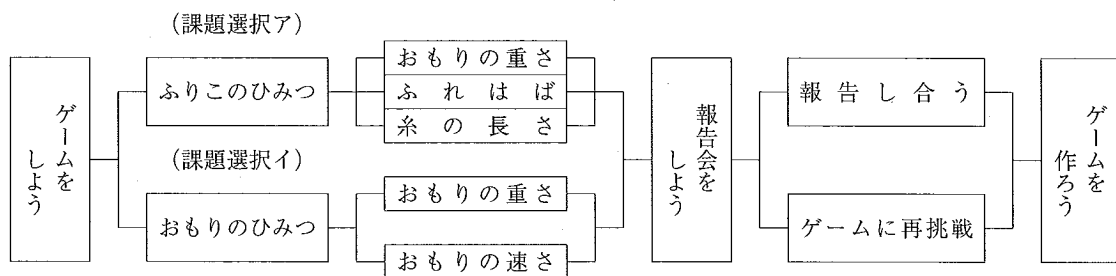 ゲームをしよう
(課題選択ア)
ふりこのひみつ
おもりの重さ
ふれはば
糸の長さ
(課題選択イ)
おもりのひみつ
おもりの重さ
おもりの速さ
報告会をしよう
報告し合う
ゲームに再挑戦
ゲームを作ろう